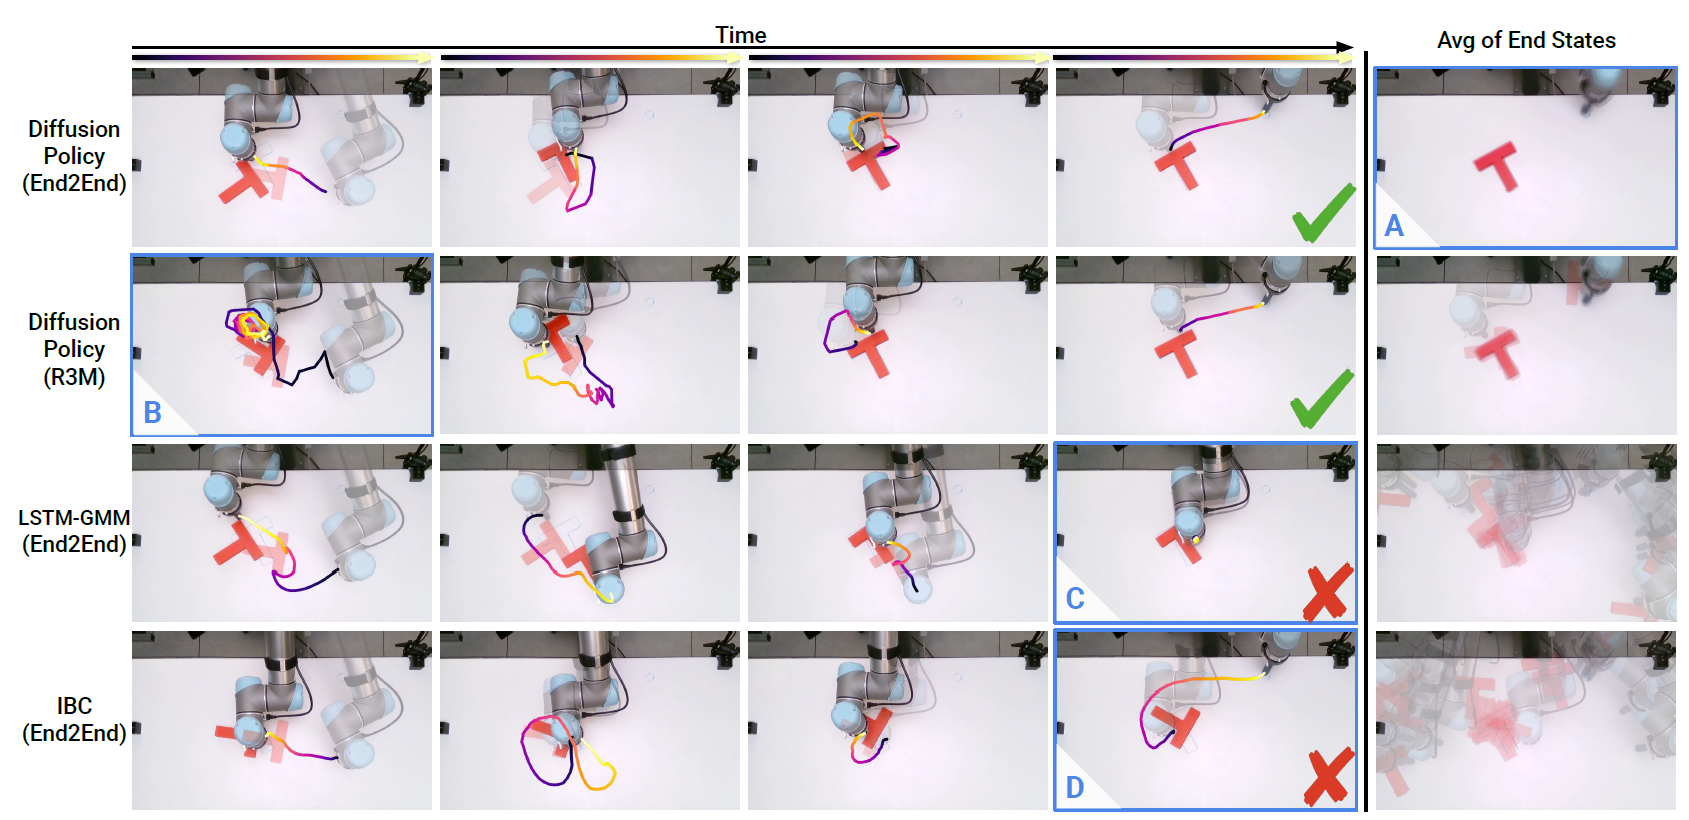 Time
Avg of End States
Diffusion
Policy
(End2End)
A
Diffusion
Policy
(R3M)
B
LSTM-GMM
(End2End)
C
IBC
(End2End)
D